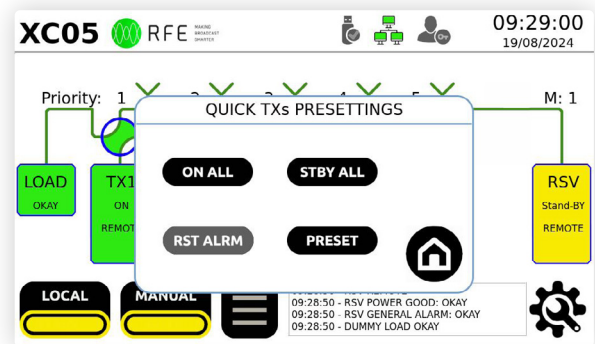 XC05 RFE MAKING BROADCAST SMARTER
09:29:00
19/08/2024
Priority: 1 2 3 4 5 M: 1
QUICK TXs PRESETTINGS
ON ALL STBY ALL
RST ALRM PRESET
LOAD
OKAY
TX1
ON
RSV
Stand-BY
REMOTE
LOCAL MANUAL
09:28:50 - RSV POWER GOOD: OKAY
09:28:50 - RSV GENERAL ALARM: OKAY
09:28:50 - DUMMY LOAD OKAY